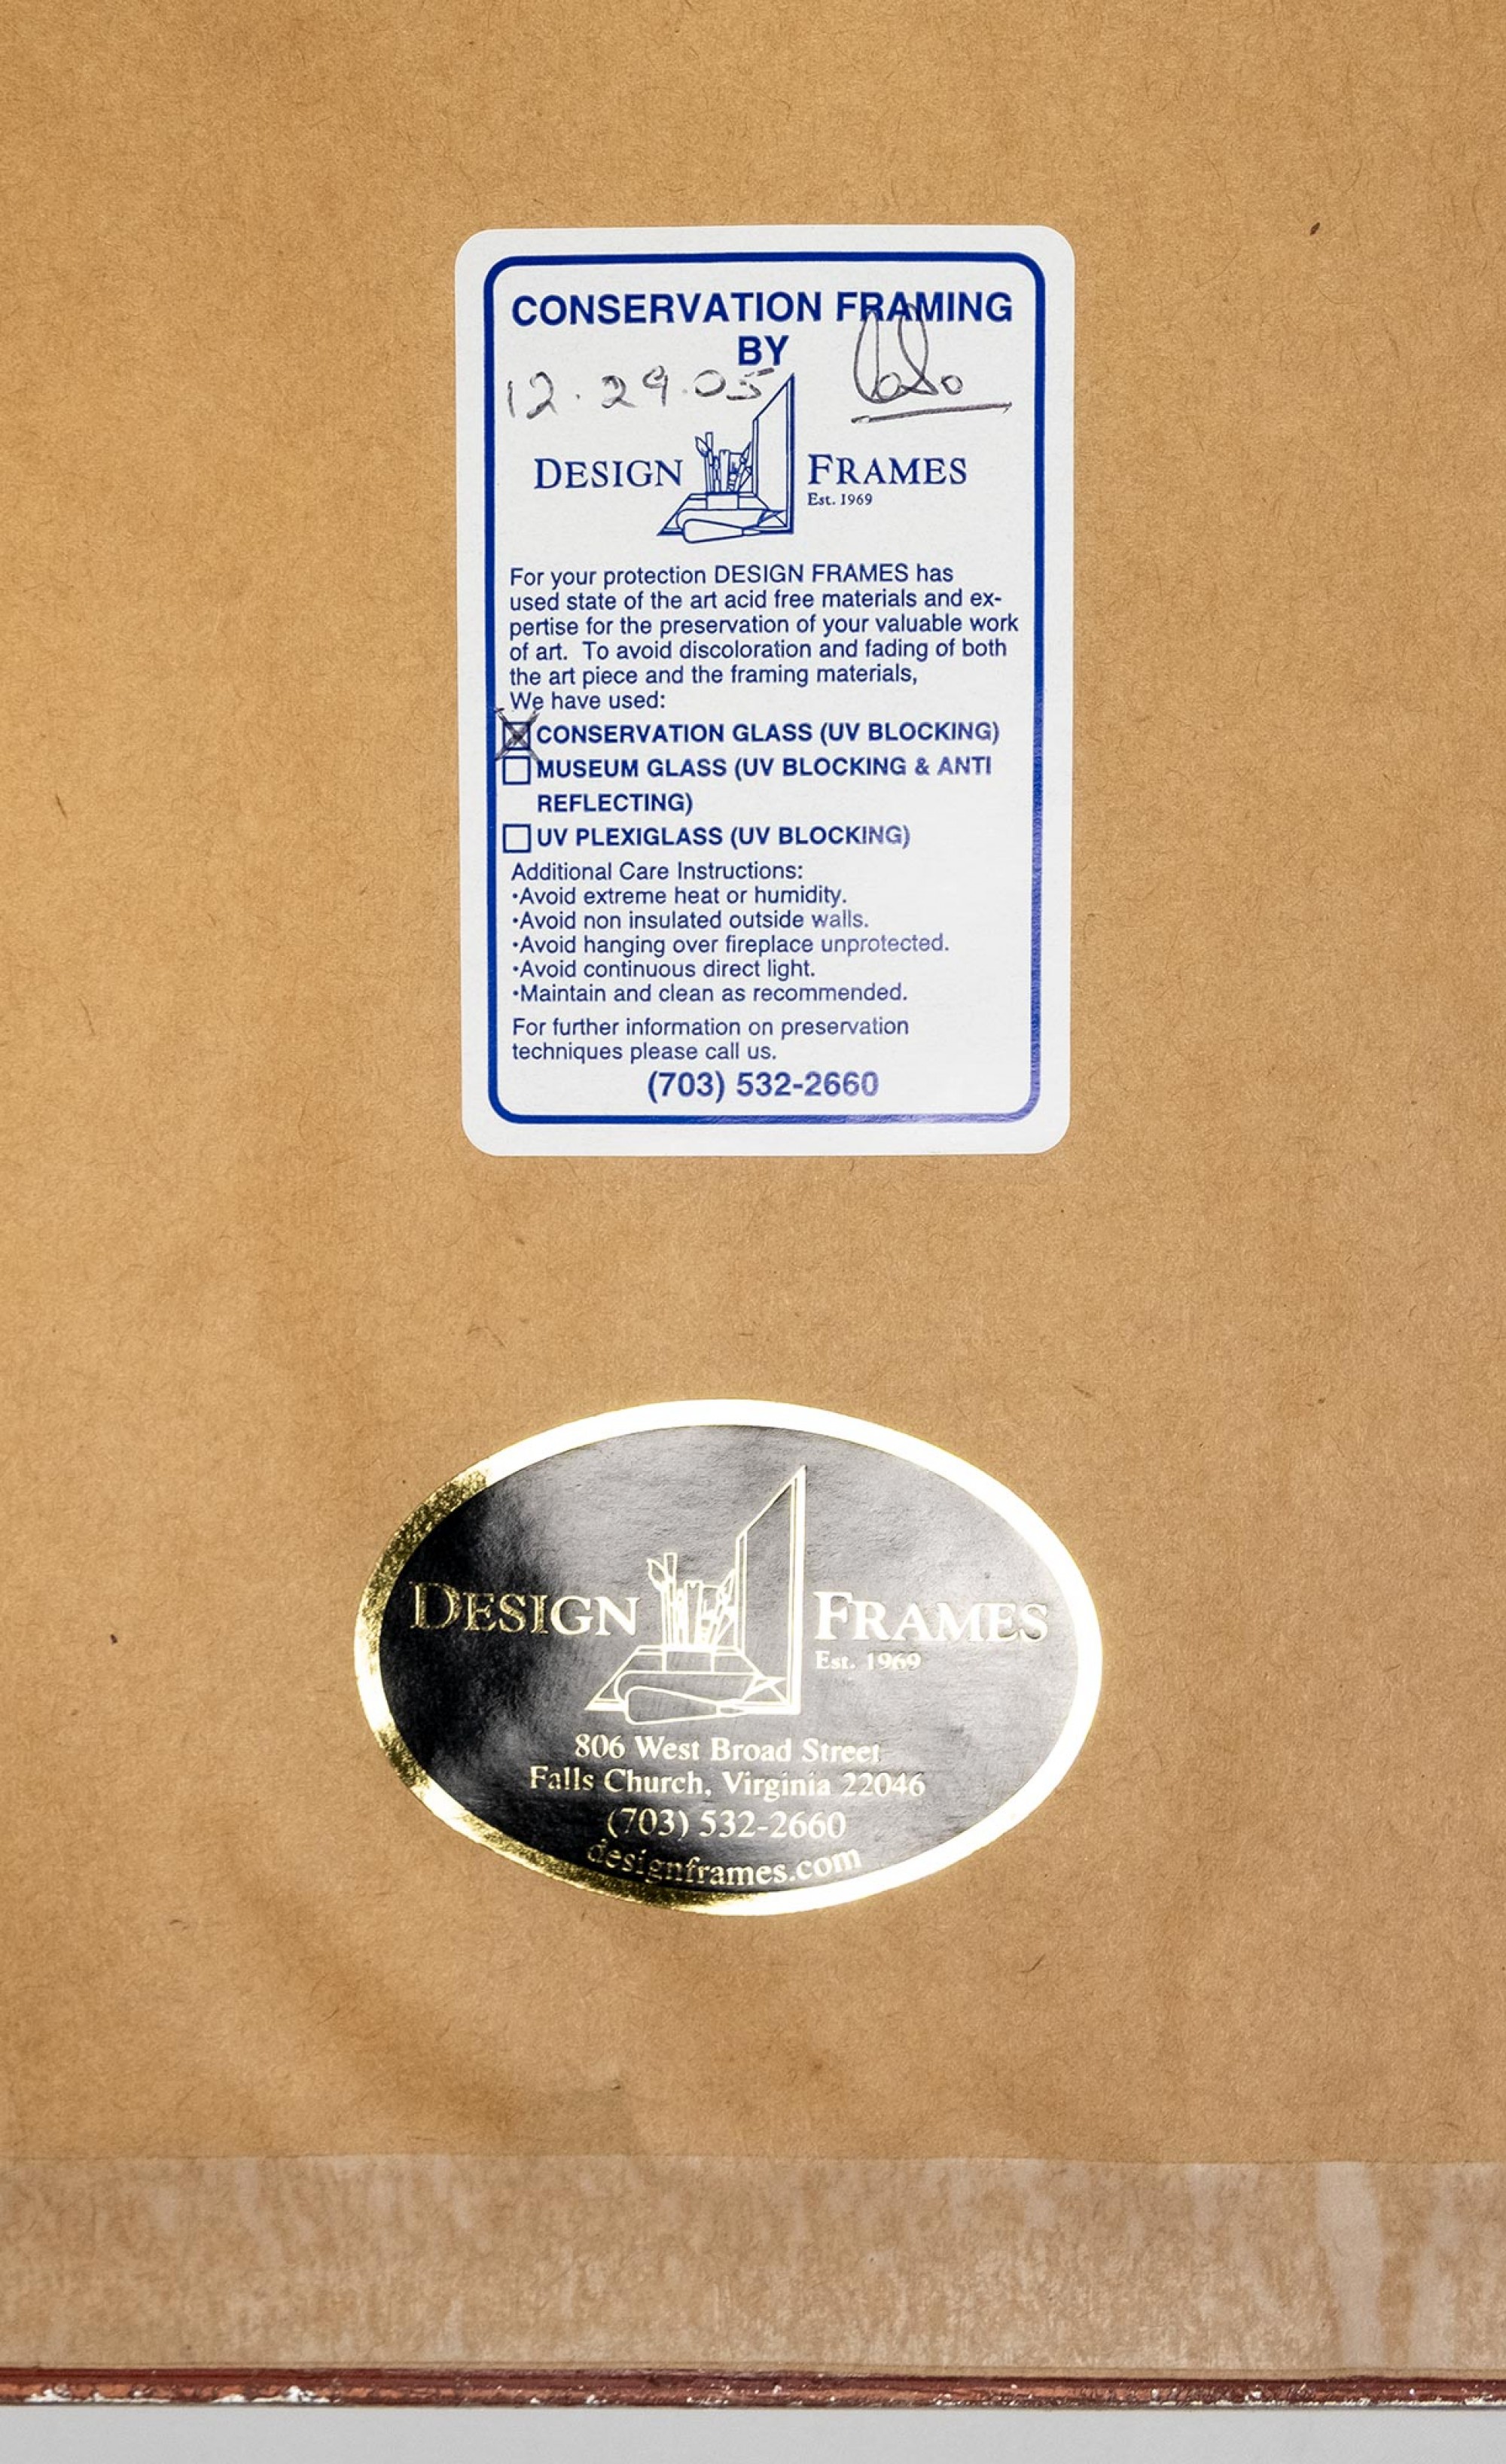 CONSERVATION FRAMING
BY
12.29.05
DESIGN FRAMES
Est. 1969
For your protection DESIGN FRAMES has
used state of the art acid free materials and ex-
pertise for the preservation of your valuable work
of art. To avoid discoloration and fading of both
the art piece and the framing materials,
We have used:
CONSERVATION GLASS (UV BLOCKING)
MUSEUM GLASS (UV BLOCKING & ANTI
REFLECTING)
UV PLEXIGLASS (UV BLOCKING)
Additional Care Instructions:
•Avoid extreme heat or humidity.
•Avoid non insulated outside walls.
•Avoid hanging over fireplace unprotected.
•Avoid continuous direct light.
•Maintain and clean as recommended.
For further information on preservation
techniques please call us.
(703) 532-2660
DESIGN FRAMES
Est. 1969
806 West Broad Street
Falls Church, Virginia 22046
(703) 532-2660
designframes.com